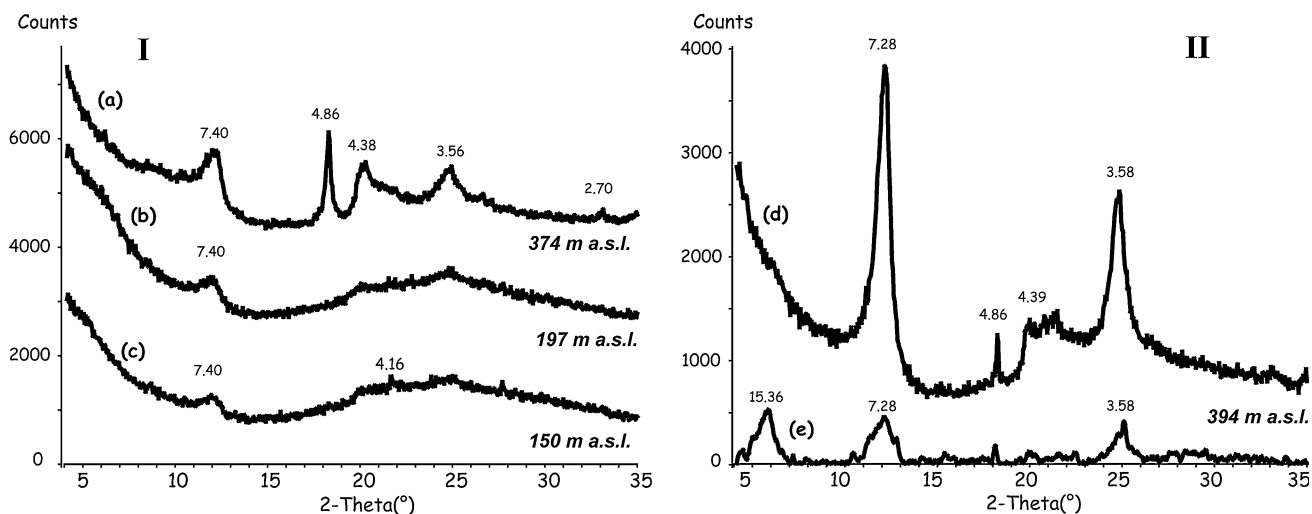 Counts
I
6000
4000
2000
0
(a)
7.40
4.86
4.38
3.56
2.70
374 m a.s.l.
(b)
7.40
197 m a.s.l.
(c)
7.40
4.16
150 m a.s.l.
5 10 15 20 25 30 35
2-Theta(°)
Counts
II
4000
3000
2000
1000
0
7.28
(d)
4.86
4.39
3.58
394 m a.s.l.
15.36
(e)
7.28
3.58
5 10 15 20 25 30 35
2-Theta(°)